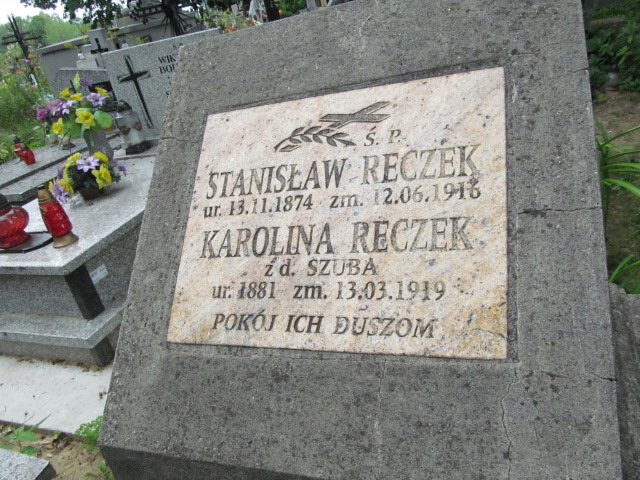 Ś. P.
STANISŁAW RECZEK
ur. 13.11.1874 zm. 12.06.1918
KAROLINA RECZEK
z d. SZUBA
ur. 1881 zm. 13.03.1919
POKÓJ ICH DUSZOM